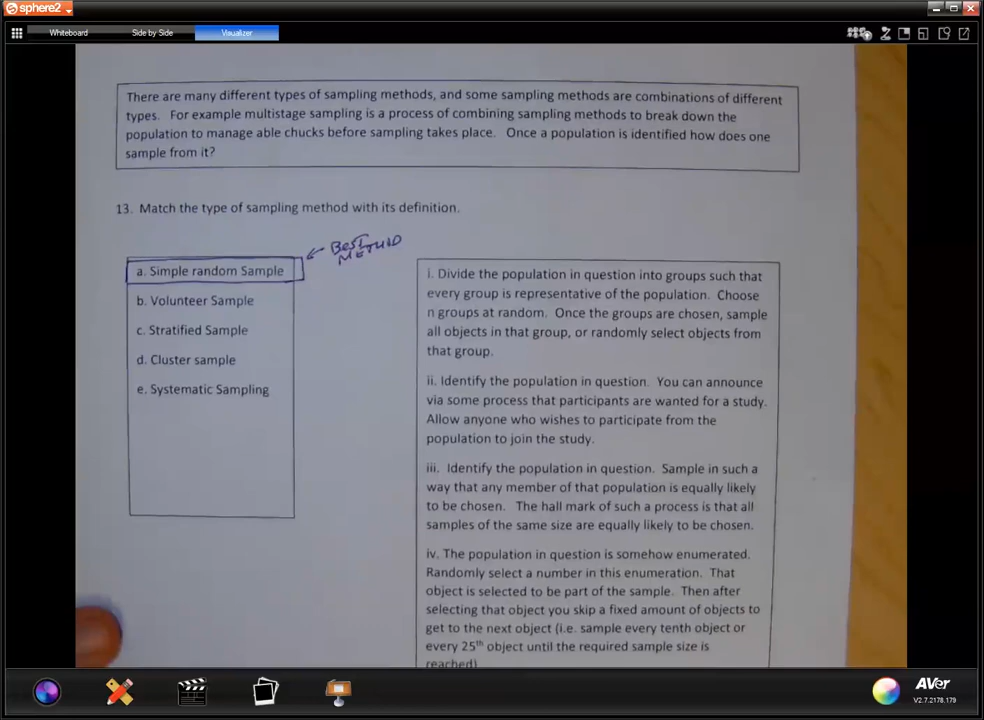 sphere2
Whiteboard
Side by Side
Visualizer
There are many different types of sampling methods, and some sampling methods are combinations of different
types. For example multistage sampling is a process of combining sampling methods to break down the
population to manage able chucks before sampling takes place. Once a population is identified how does one
sample from it?
13. Match the type of sampling method with its definition.
BEST
METHOD
a. Simple random Sample
b. Volunteer Sample
c. Stratified Sample
d. Cluster sample
e. Systematic Sampling
i. Divide the population in question into groups such that
every group is representative of the population. Choose
n groups at random. Once the groups are chosen, sample
all objects in that group, or randomly select objects from
that group.
ii. Identify the population in question. You can announce
via some process that participants are wanted for a study.
Allow anyone who wishes to participate from the
population to join the study.
iii. Identify the population in question. Sample in such a
way that any member of that population is equally likely
to be chosen. The hall mark of such a process is that all
samples of the same size are equally likely to be chosen.
iv. The population in question is somehow enumerated.
Randomly select a number in this enumeration. That
object is selected to be part of the sample. Then after
selecting that object you skip a fixed amount of objects to
get to the next object (i.e. sample every tenth object or
every 25th object until the required sample size is
reached)
AVer
V2.7.2178.179